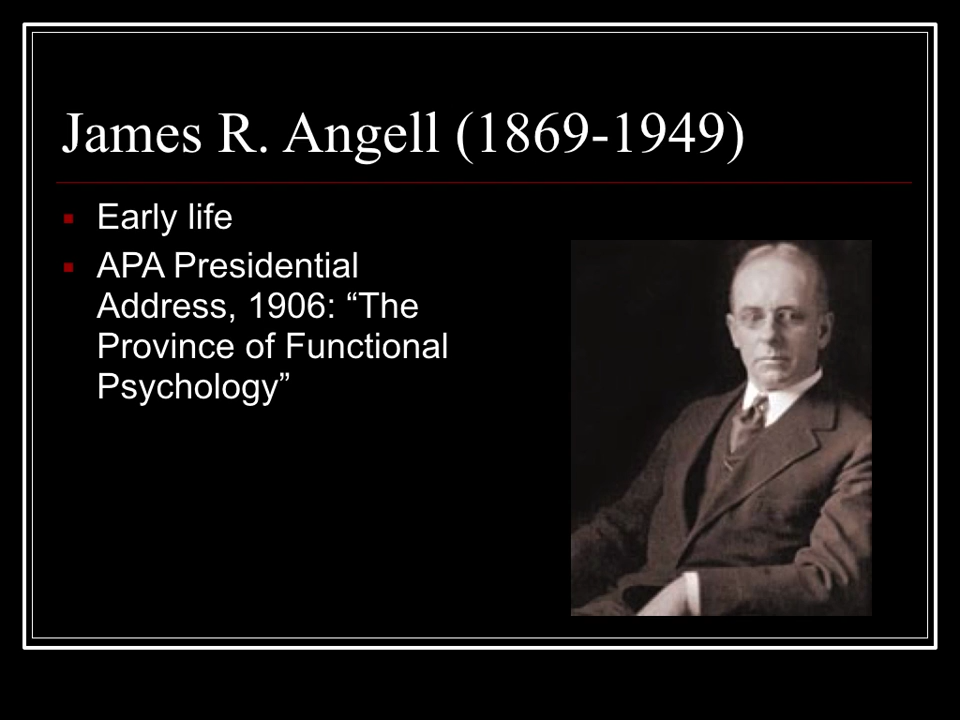 James R. Angell (1869-1949)
Early life
APA Presidential
Address, 1906: “The
Province of Functional
Psychology”